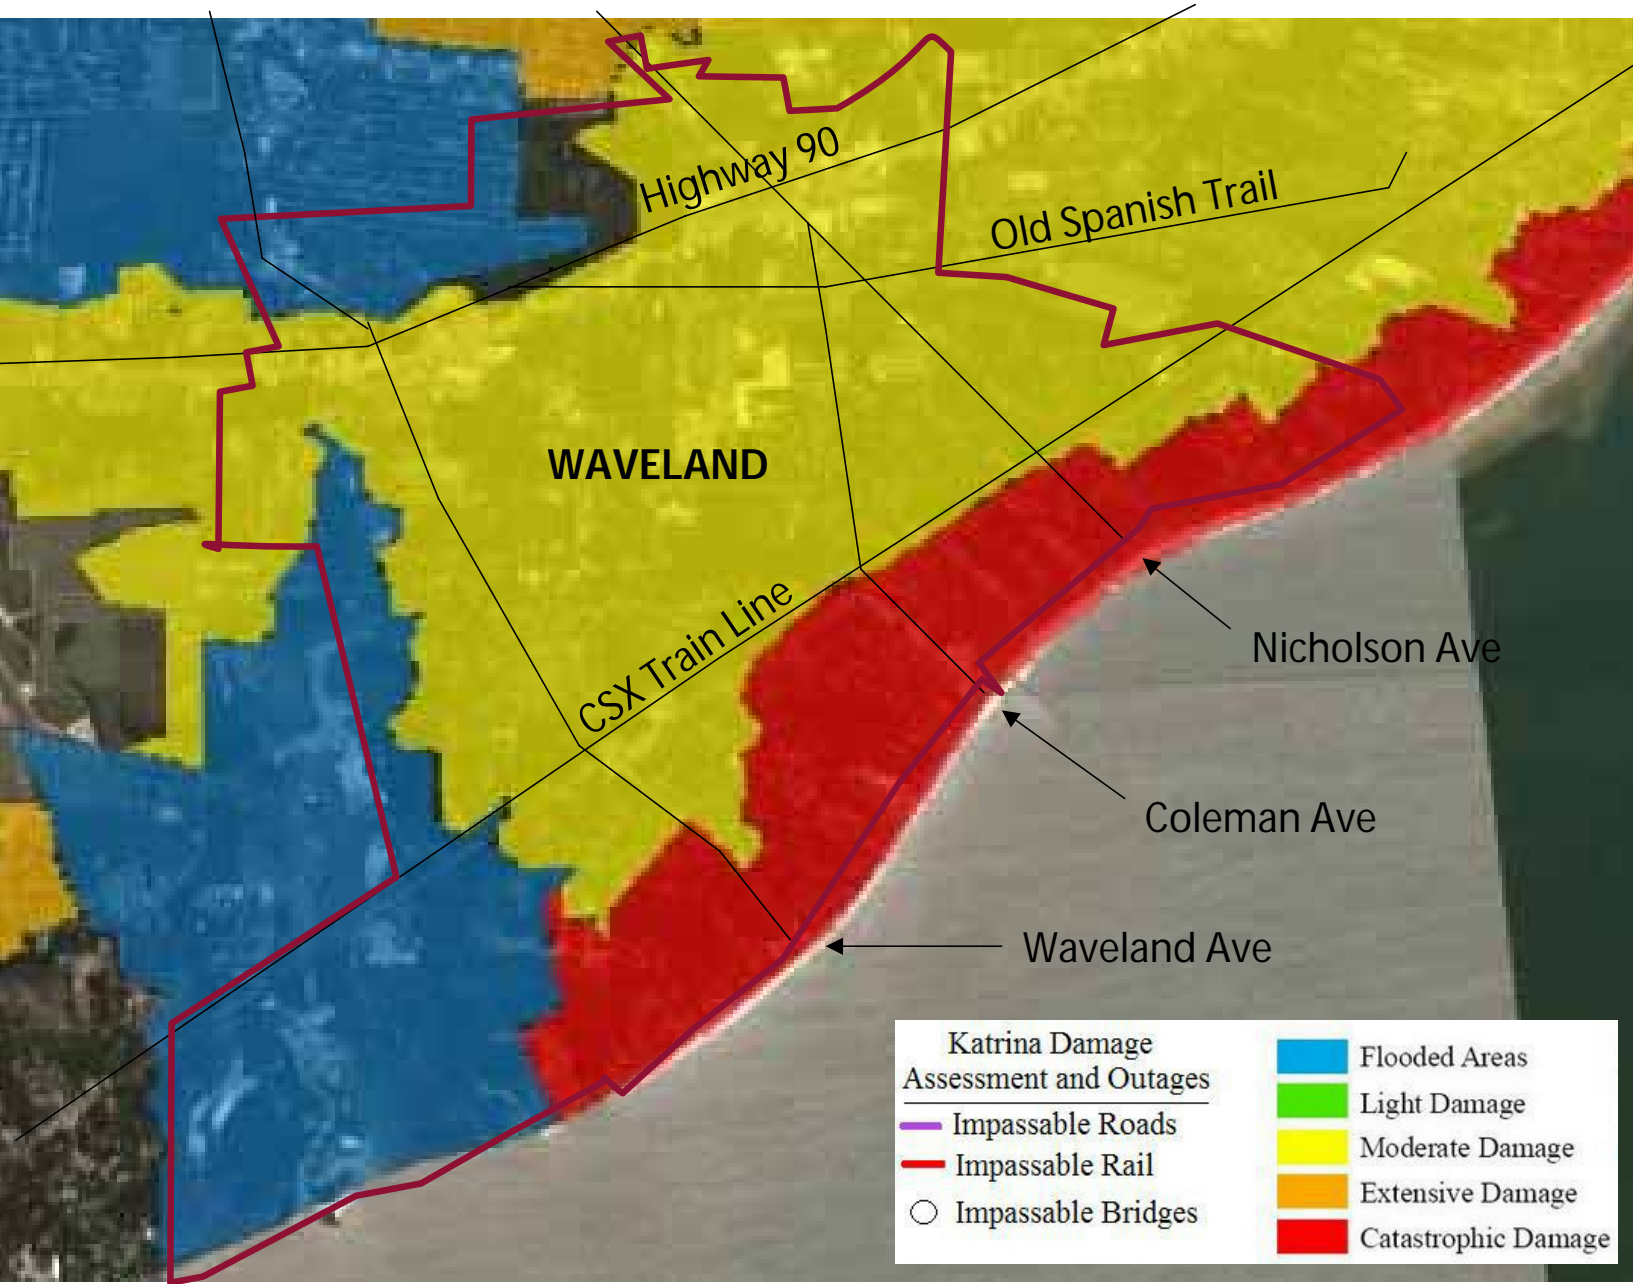 Highway 90
Old Spanish Trail
WAVELAND
CSX Train Line
Nicholson Ave
Coleman Ave
Waveland Ave
Katrina Damage
Assessment and Outages
Impassable Roads
Impassable Rail
Impassable Bridges
Flooded Areas
Light Damage
Moderate Damage
Extensive Damage
Catastrophic Damage